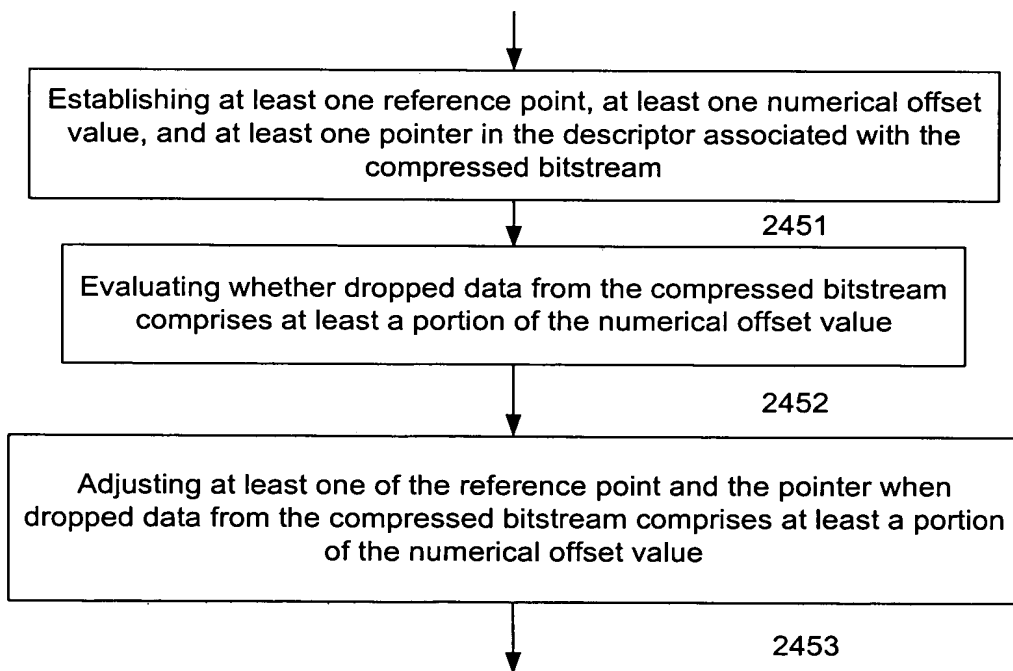 Establishing at least one reference point, at least one numerical offset
value, and at least one pointer in the descriptor associated with the
compressed bitstream
2451
Evaluating whether dropped data from the compressed bitstream
comprises at least a portion of the numerical offset value
2452
Adjusting at least one of the reference point and the pointer when
dropped data from the compressed bitstream comprises at least a portion
of the numerical offset value
2453